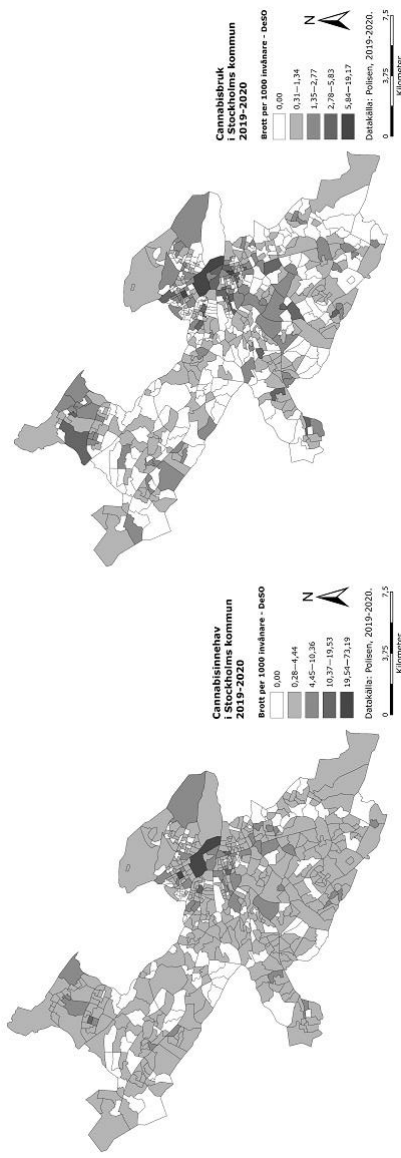 Cannabisbruk
i Stockholms kommun
2019-2020
Brott per 1000 invånare - DeSO
0,00
0,31—1,34
1,35—2,77
2,78—5,83
5,84—19,17
N
Datakälla: Polisen, 2019-2020.
0 3,75 7,5
Kilometer
Cannabisinnehav
i Stockholms kommun
2019-2020
Brott per 1000 invånare - DeSO
0,00
0,28—4,44
4,45—10,36
10,37—19,53
19,54—73,19
N
Datakälla: Polisen, 2019-2020.
0 3,75 7,5
Kilometer